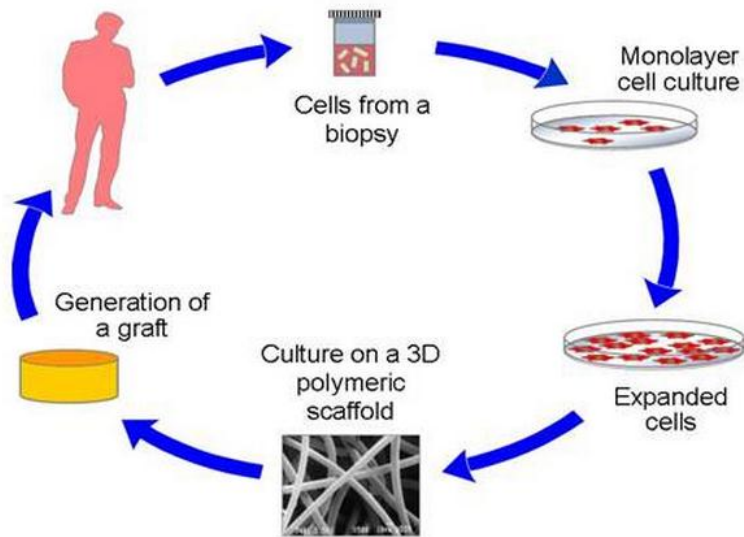 Cells from a
biopsy
Monolayer
cell culture
Expanded
cells
Culture on a 3D
polymeric
scaffold
Generation of
a graft